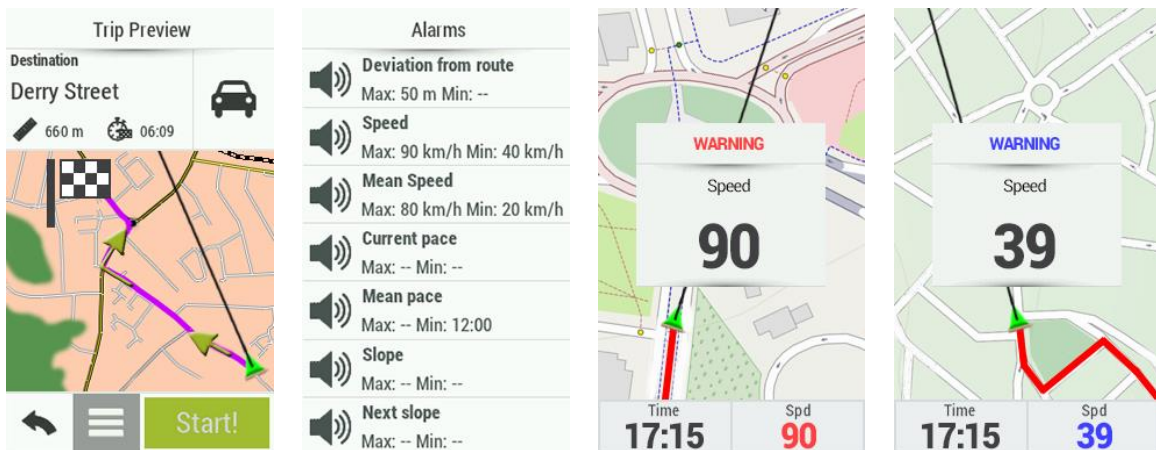 Trip Preview
Destination
Derry Street
660 m 06:09
Start!
Alarms
Deviation from route
Max: 50 m Min: --
Speed
Max: 90 km/h Min: 40 km/h
Mean Speed
Max: 80 km/h Min: 20 km/h
Current pace
Max: -- Min: --
Mean pace
Max: -- Min: 12:00
Slope
Max: -- Min: --
Next slope
Max: -- Min: --
WARNING
Speed
90
Time Spd
17:15 90
WARNING
Speed
39
Time Spd
17:15 39